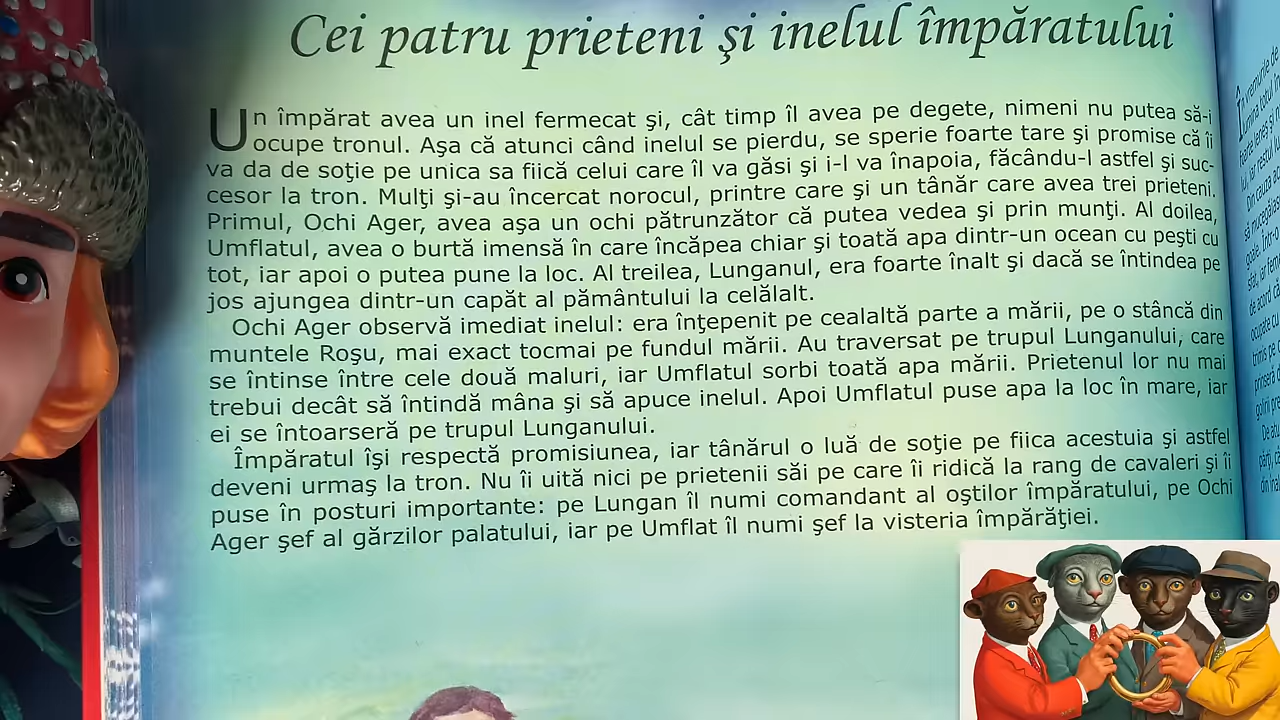 Cei patru prieteni şi inelul împăratului
Un împărat avea un inel fermecat şi, cât timp îl avea pe degete, nimeni nu putea să-i
ocupe tronul. Aşa că atunci când inelul se pierdu, se sperie foarte tare şi promise că îi
va da de soţie pe unica sa fiică celui care îl va găsi şi i-l va înapoia, făcându-l astfel şi suc-
cesor la tron. Mulţi şi-au încercat norocul, printre care şi un tânăr care avea trei prieteni.
Primul, Ochi Ager, avea aşa un ochi pătrunzător că putea vedea şi prin munţi. Al doilea,
Umflatul, avea o burtă imensă în care încăpea chiar şi toată apa dintr-un ocean cu peşti cu
tot, iar apoi o putea pune la loc. Al treilea, Lunganul, era foarte înalt şi dacă se întindea pe
jos ajungea dintr-un capăt al pământului la celălalt.
Ochi Ager observă imediat inelul: era înţepenit pe cealaltă parte a mării, pe o stâncă din
muntele Roşu, mai exact tocmai pe fundul mării. Au traversat pe trupul Lunganului, care
se întinse între cele două maluri, iar Umflatul sorbi toată apa mării. Prietenul lor nu mai
trebui decât să întindă mâna şi să apuce inelul. Apoi Umflatul puse apa la loc în mare, iar
ei se întoarseră pe trupul Lunganului.
Împăratul îşi respectă promisiunea, iar tânărul o luă de soţie pe fiica acestuia şi astfel
deveni urmaş la tron. Nu îi uită nici pe prietenii săi pe care îi ridică la rang de cavaleri şi îi
puse în posturi importante: pe Lungan îl numi comandant al oştilor împăratului, pe Ochi
Ager şef al gărzilor palatului, iar pe Umflat îl numi şef la visteria împărăţiei.